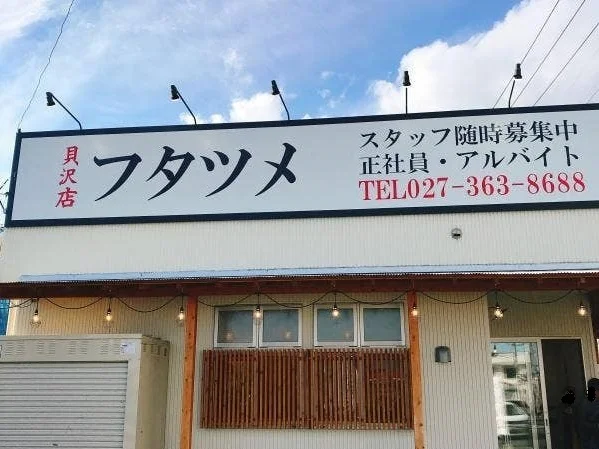 貝沢店
フタツメ
スタッフ随時募集中
正社員・アルバイト
TEL027-363-8688